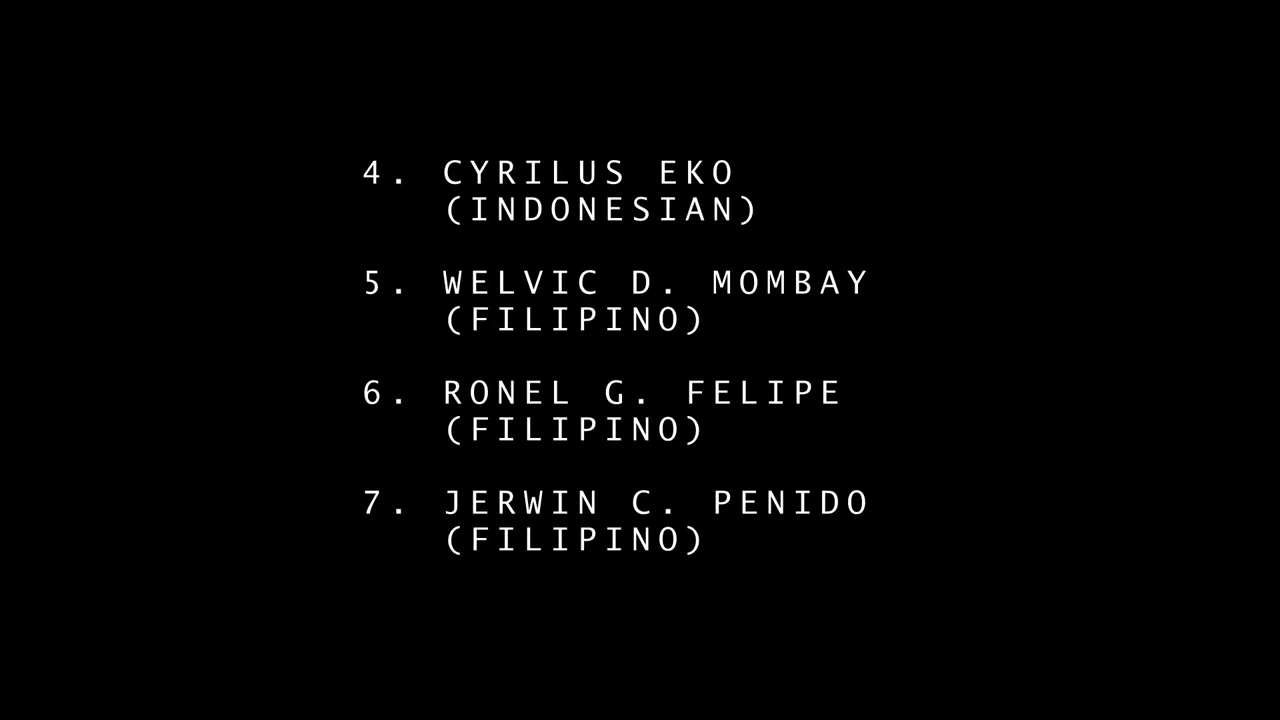 4. CYRILUS EKO
(INDONESIAN)
5. WELVIC D. MOMBAY
(FILIPINO)
6. RONEL G. FELIPE
(FILIPINO)
7. JERWIN C. PENIDO
(FILIPINO)